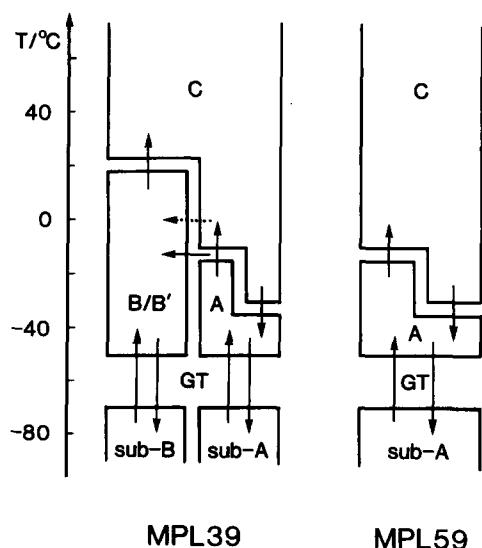 T/°C
C
C
40
0
B/B'
A
-40
A
GT
GT
-80
sub-B
sub-A
sub-A
MPL39
MPL59